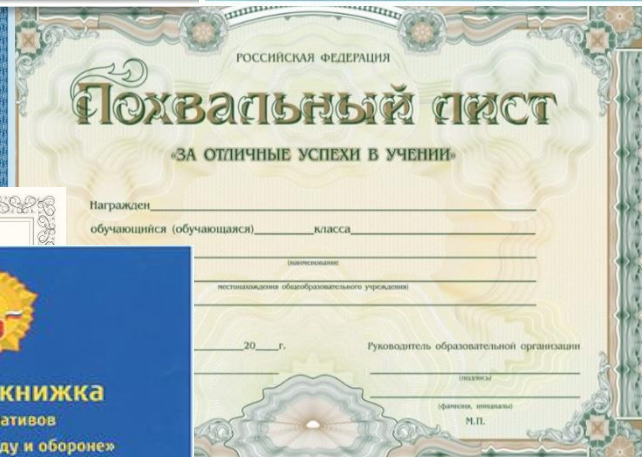 РОССИЙСКАЯ ФЕДЕРАЦИЯ
Похвальный лист
«ЗА ОТЛИЧНЫЕ УСПЕХИ В УЧЕНИИ»
Награжден
обучающийся (обучающаяся) класса
(наименование)
местонахождения общеобразовательного учреждения)
20 г.
Руководитель образовательной организации
(подпись)
(фамилия, инициалы)
М.П.
книжка
ативов
ду и обороне»